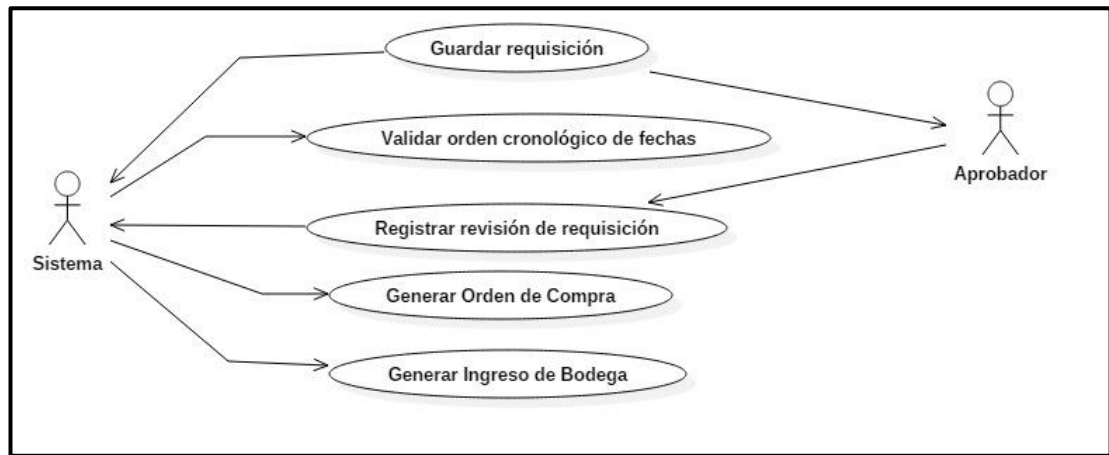 Guardar requisición
Validar orden cronológico de fechas
Aprobador
Registrar revisión de requisición
Sistema
Generar Orden de Compra
Generar Ingreso de Bodega